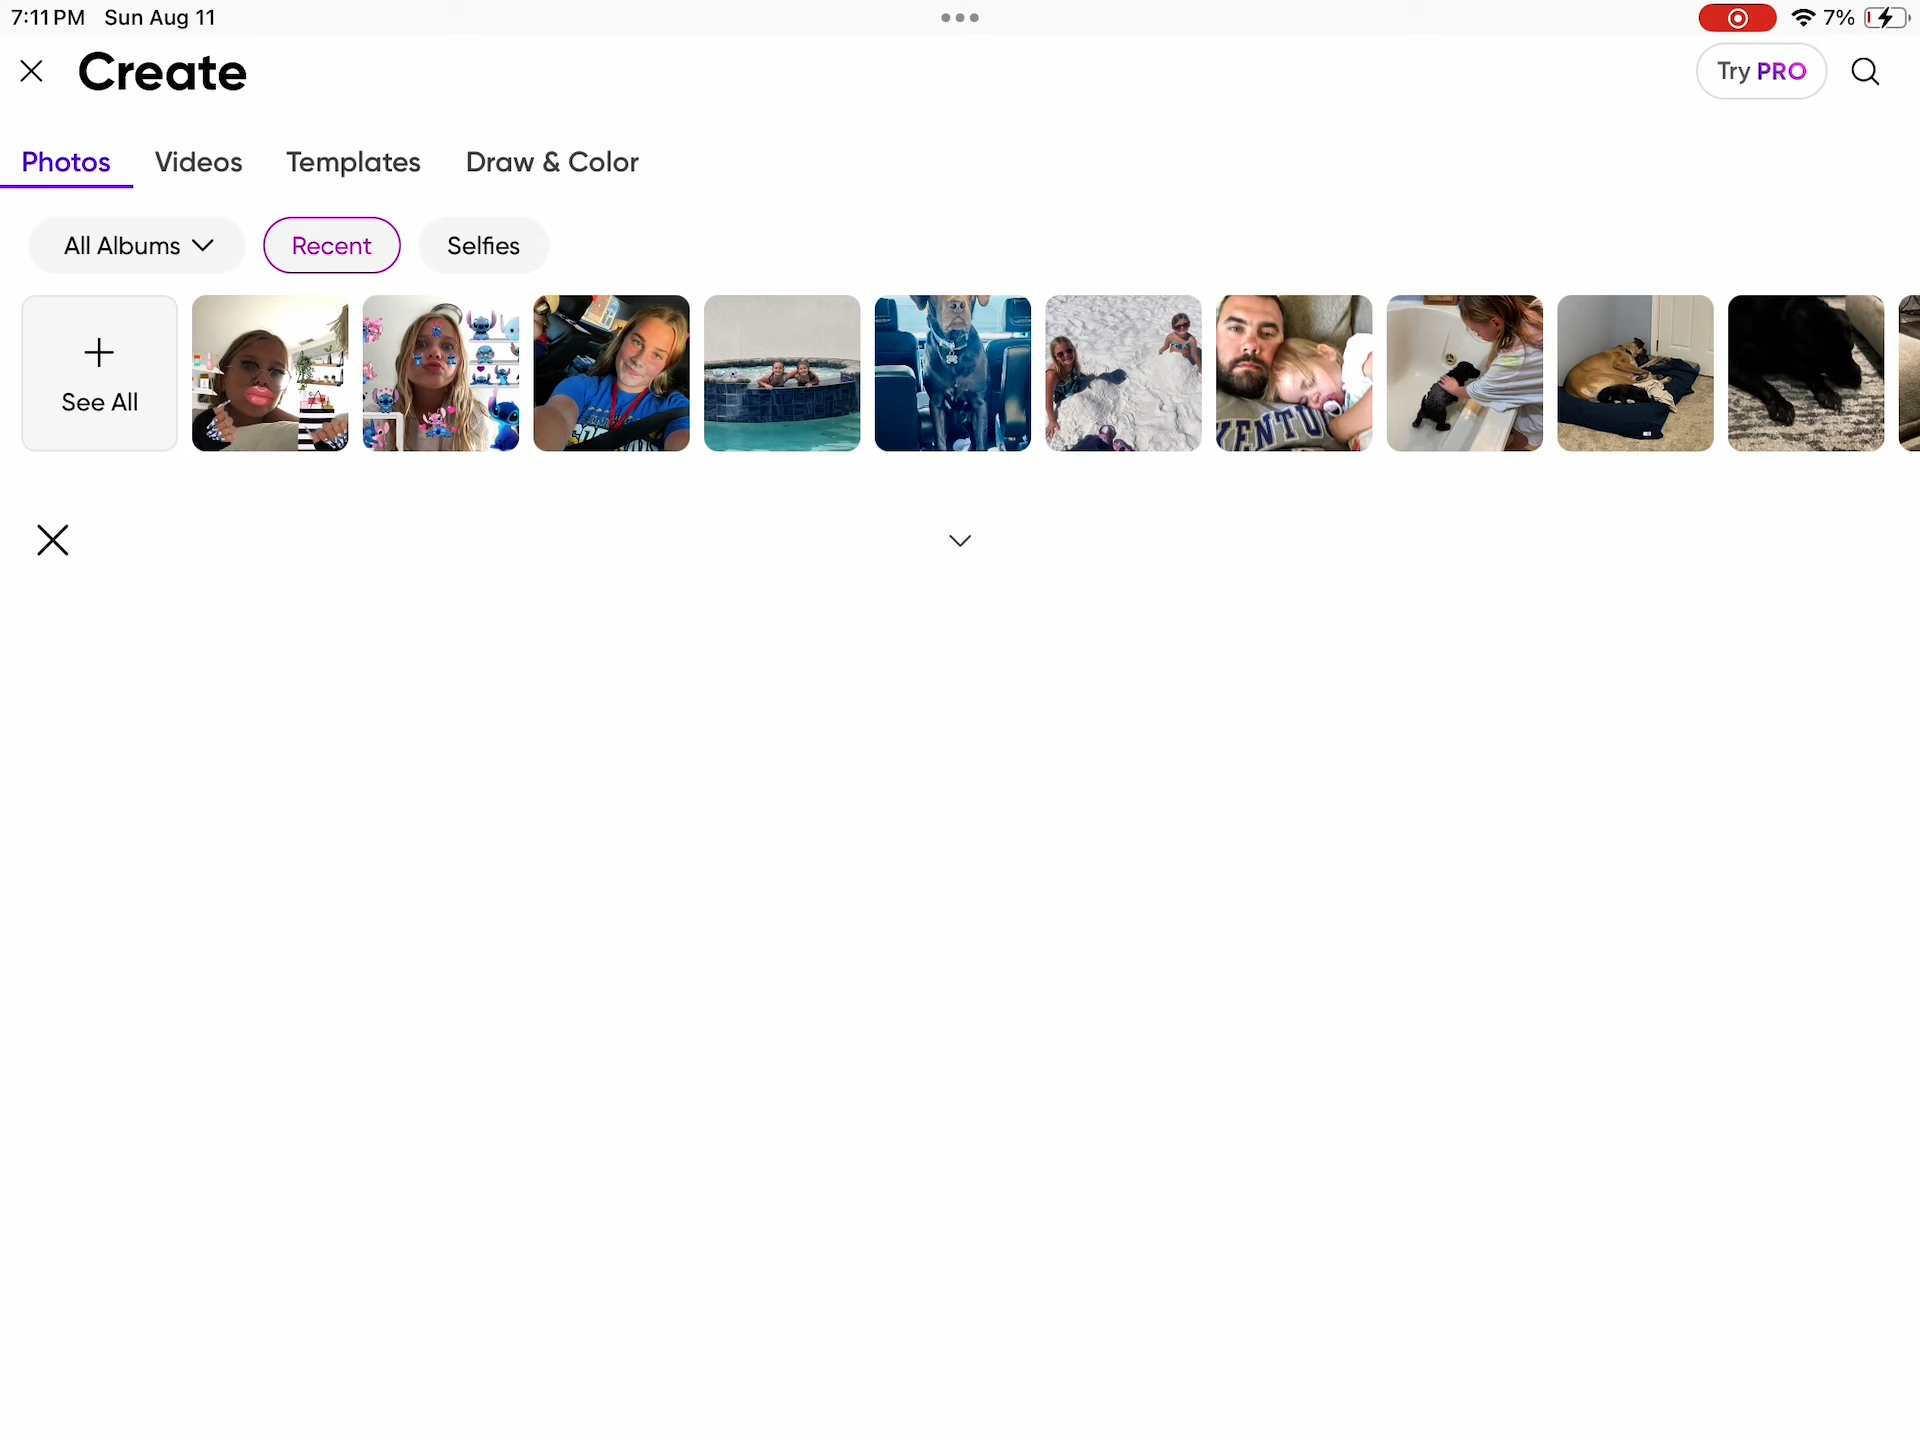 7:11 PM Sun Aug 11
7%
Create
Try PRO
Photos Videos Templates Draw & Color
All Albums Recent Selfies
See All